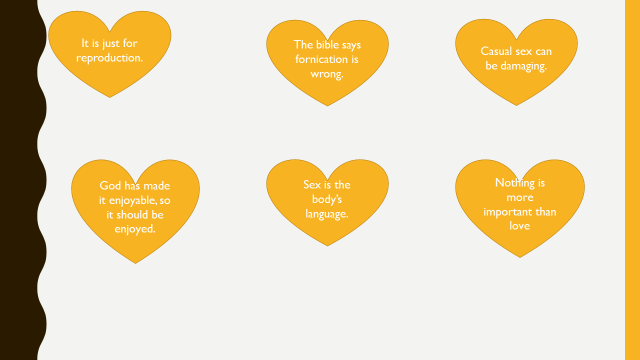 It is just for
reproduction.
The bible says
fornication is
wrong.
Casual sex can
be damaging.
God has made
it enjoyable, so
it should be
enjoyed.
Sex is the
body's
language.
Nothing is
more
important than
love